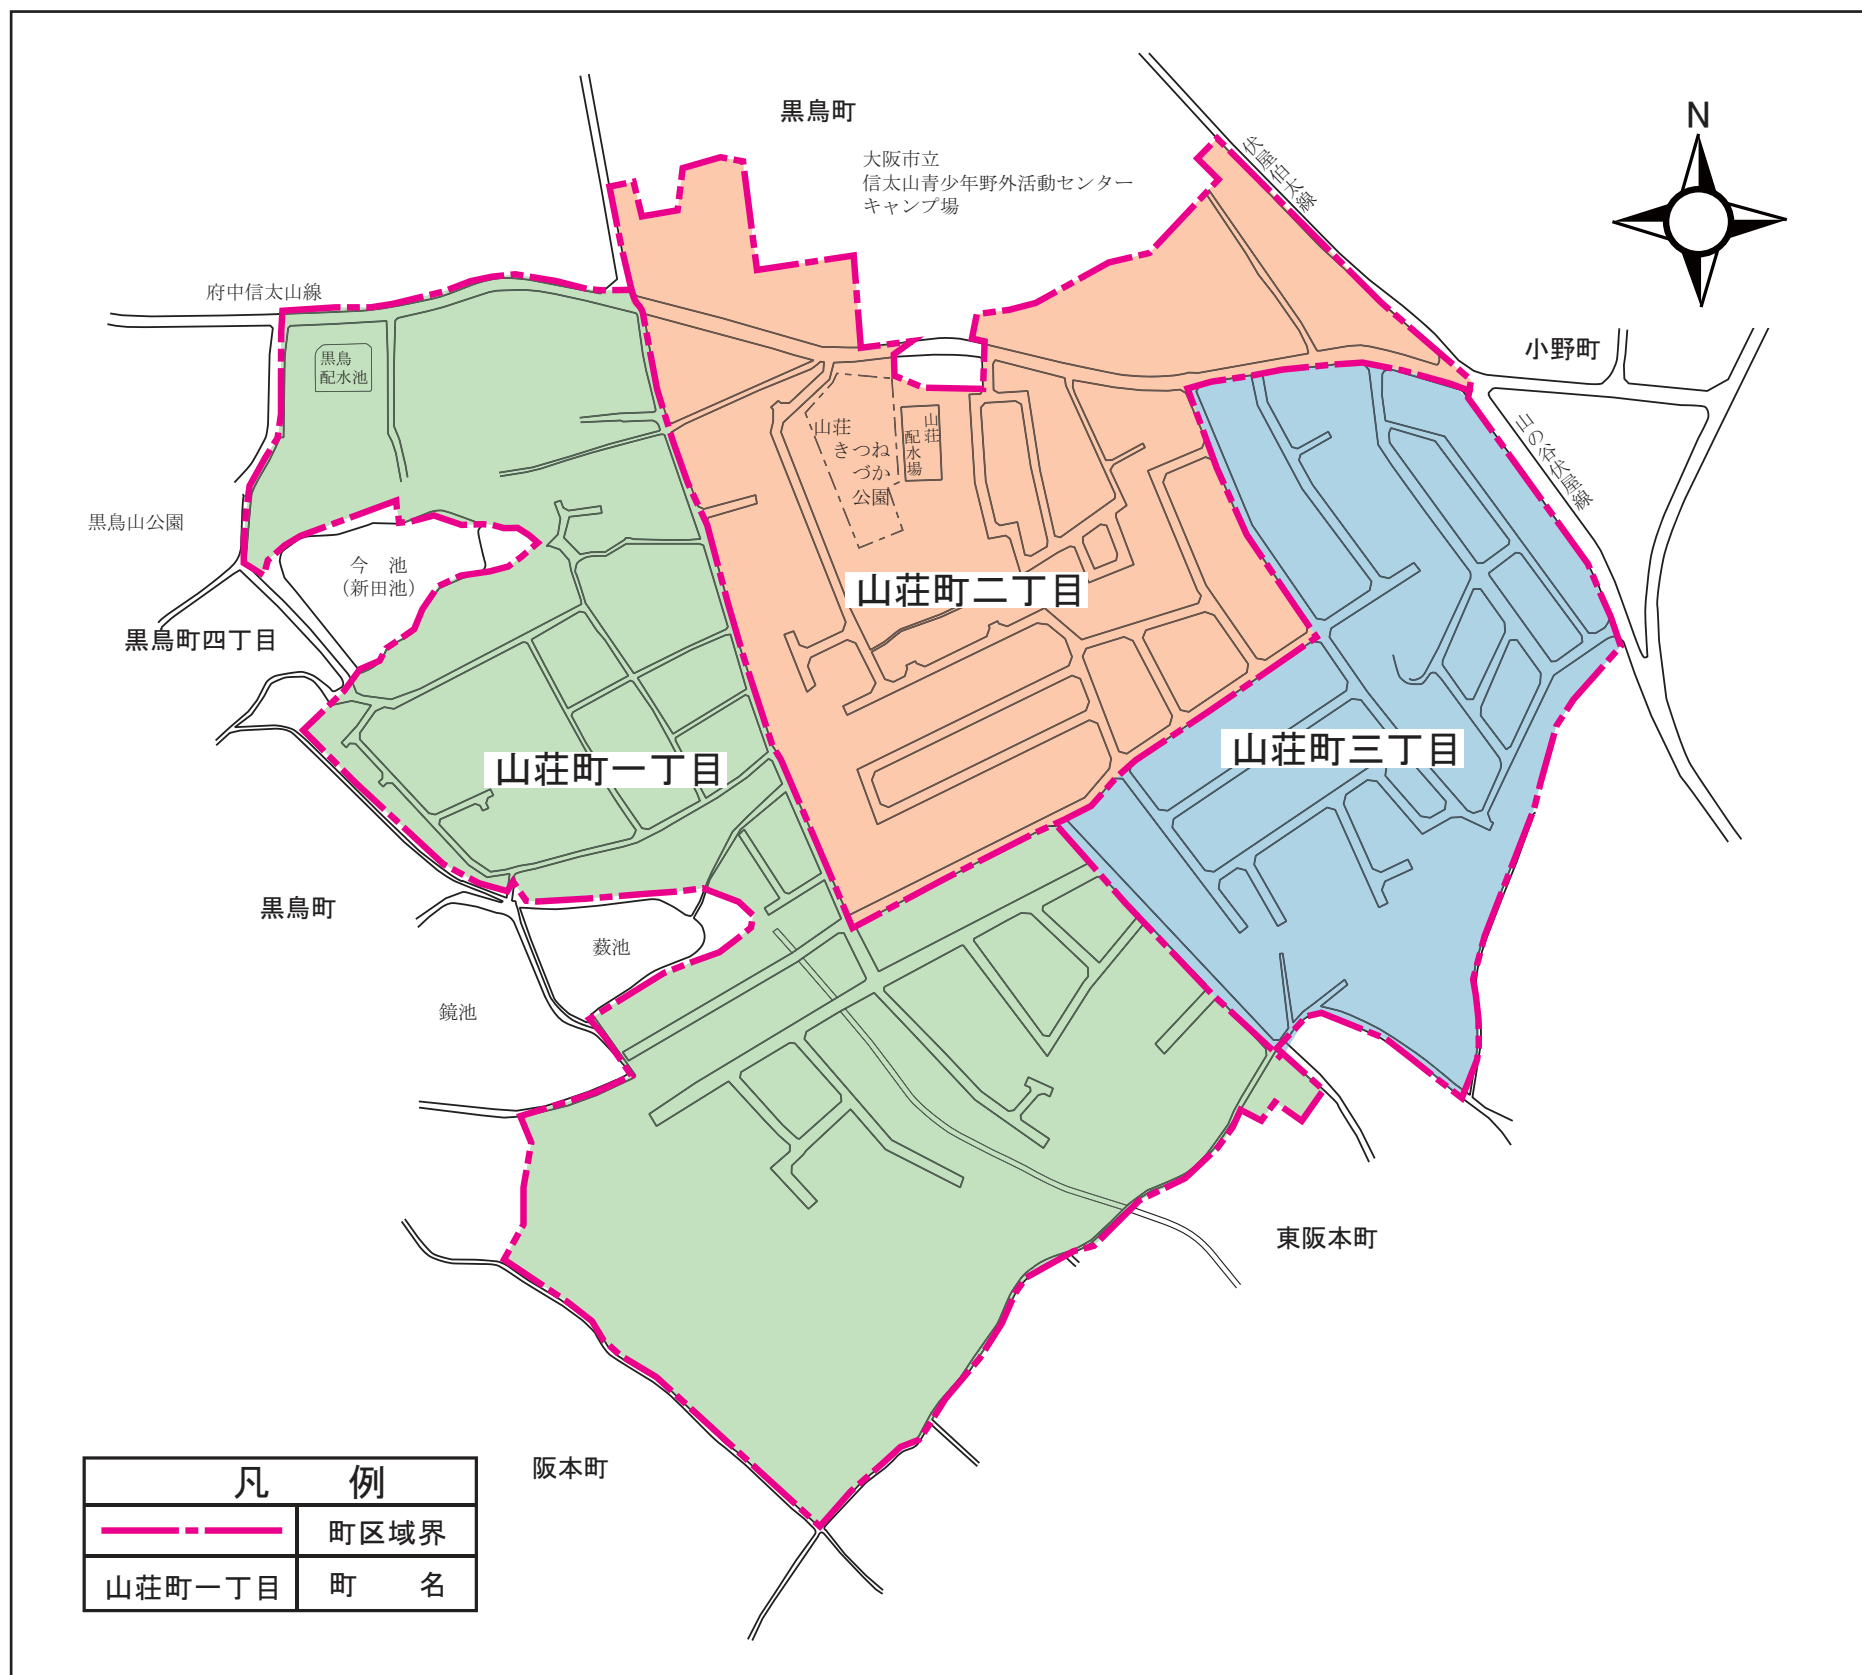 黒鳥町
N
大阪市立
信太山青少年野外活動センター
キャンプ場
伏屋伯太線
府中信太山線
小野町
黒鳥
配水池
山荘
きつね
づか
公園
山荘
配水場
山の谷伏屋線
黒鳥山公園
今 池
（新田池）
山荘町二丁目
黒鳥町四丁目
山荘町三丁目
山荘町一丁目
黒鳥町
薮池
鏡池
東阪本町
阪本町
凡 例
町区域界
山荘町一丁目 町 名